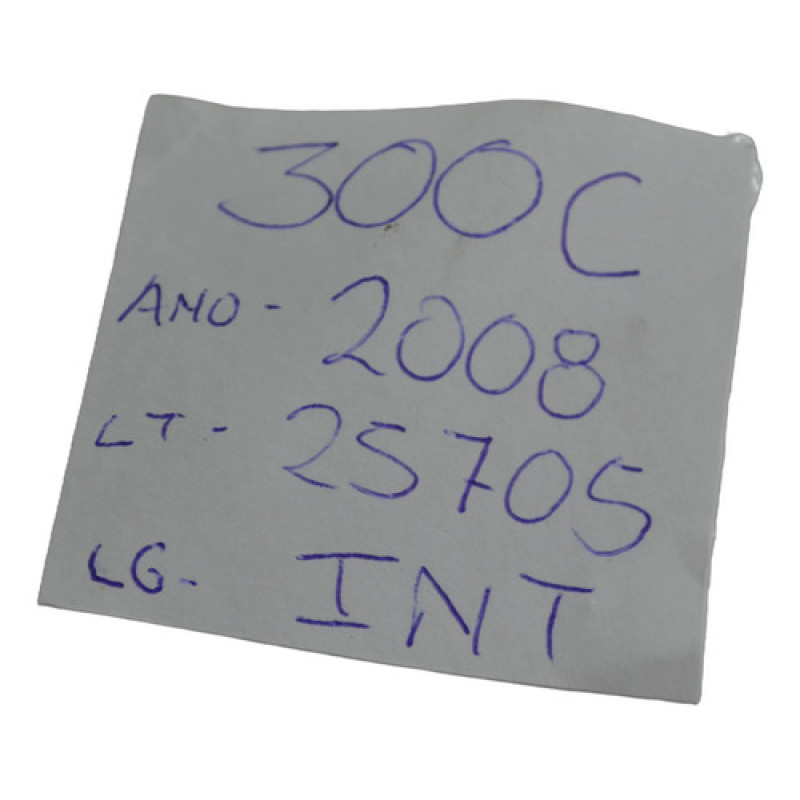 300C
ANO - 2008
LT - 25705
LG - INT